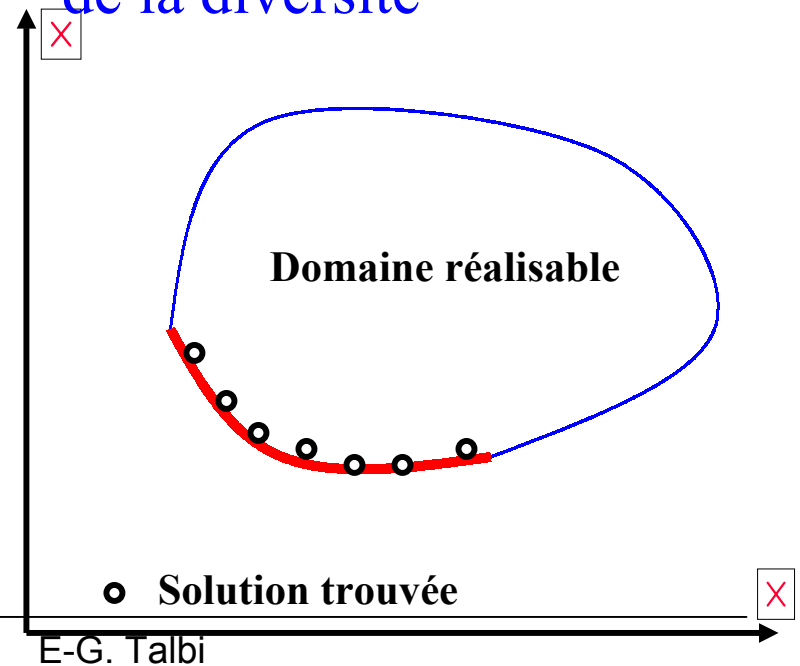 de la diversité
Domaine réalisable
Solution trouvée
E-G. Talbi